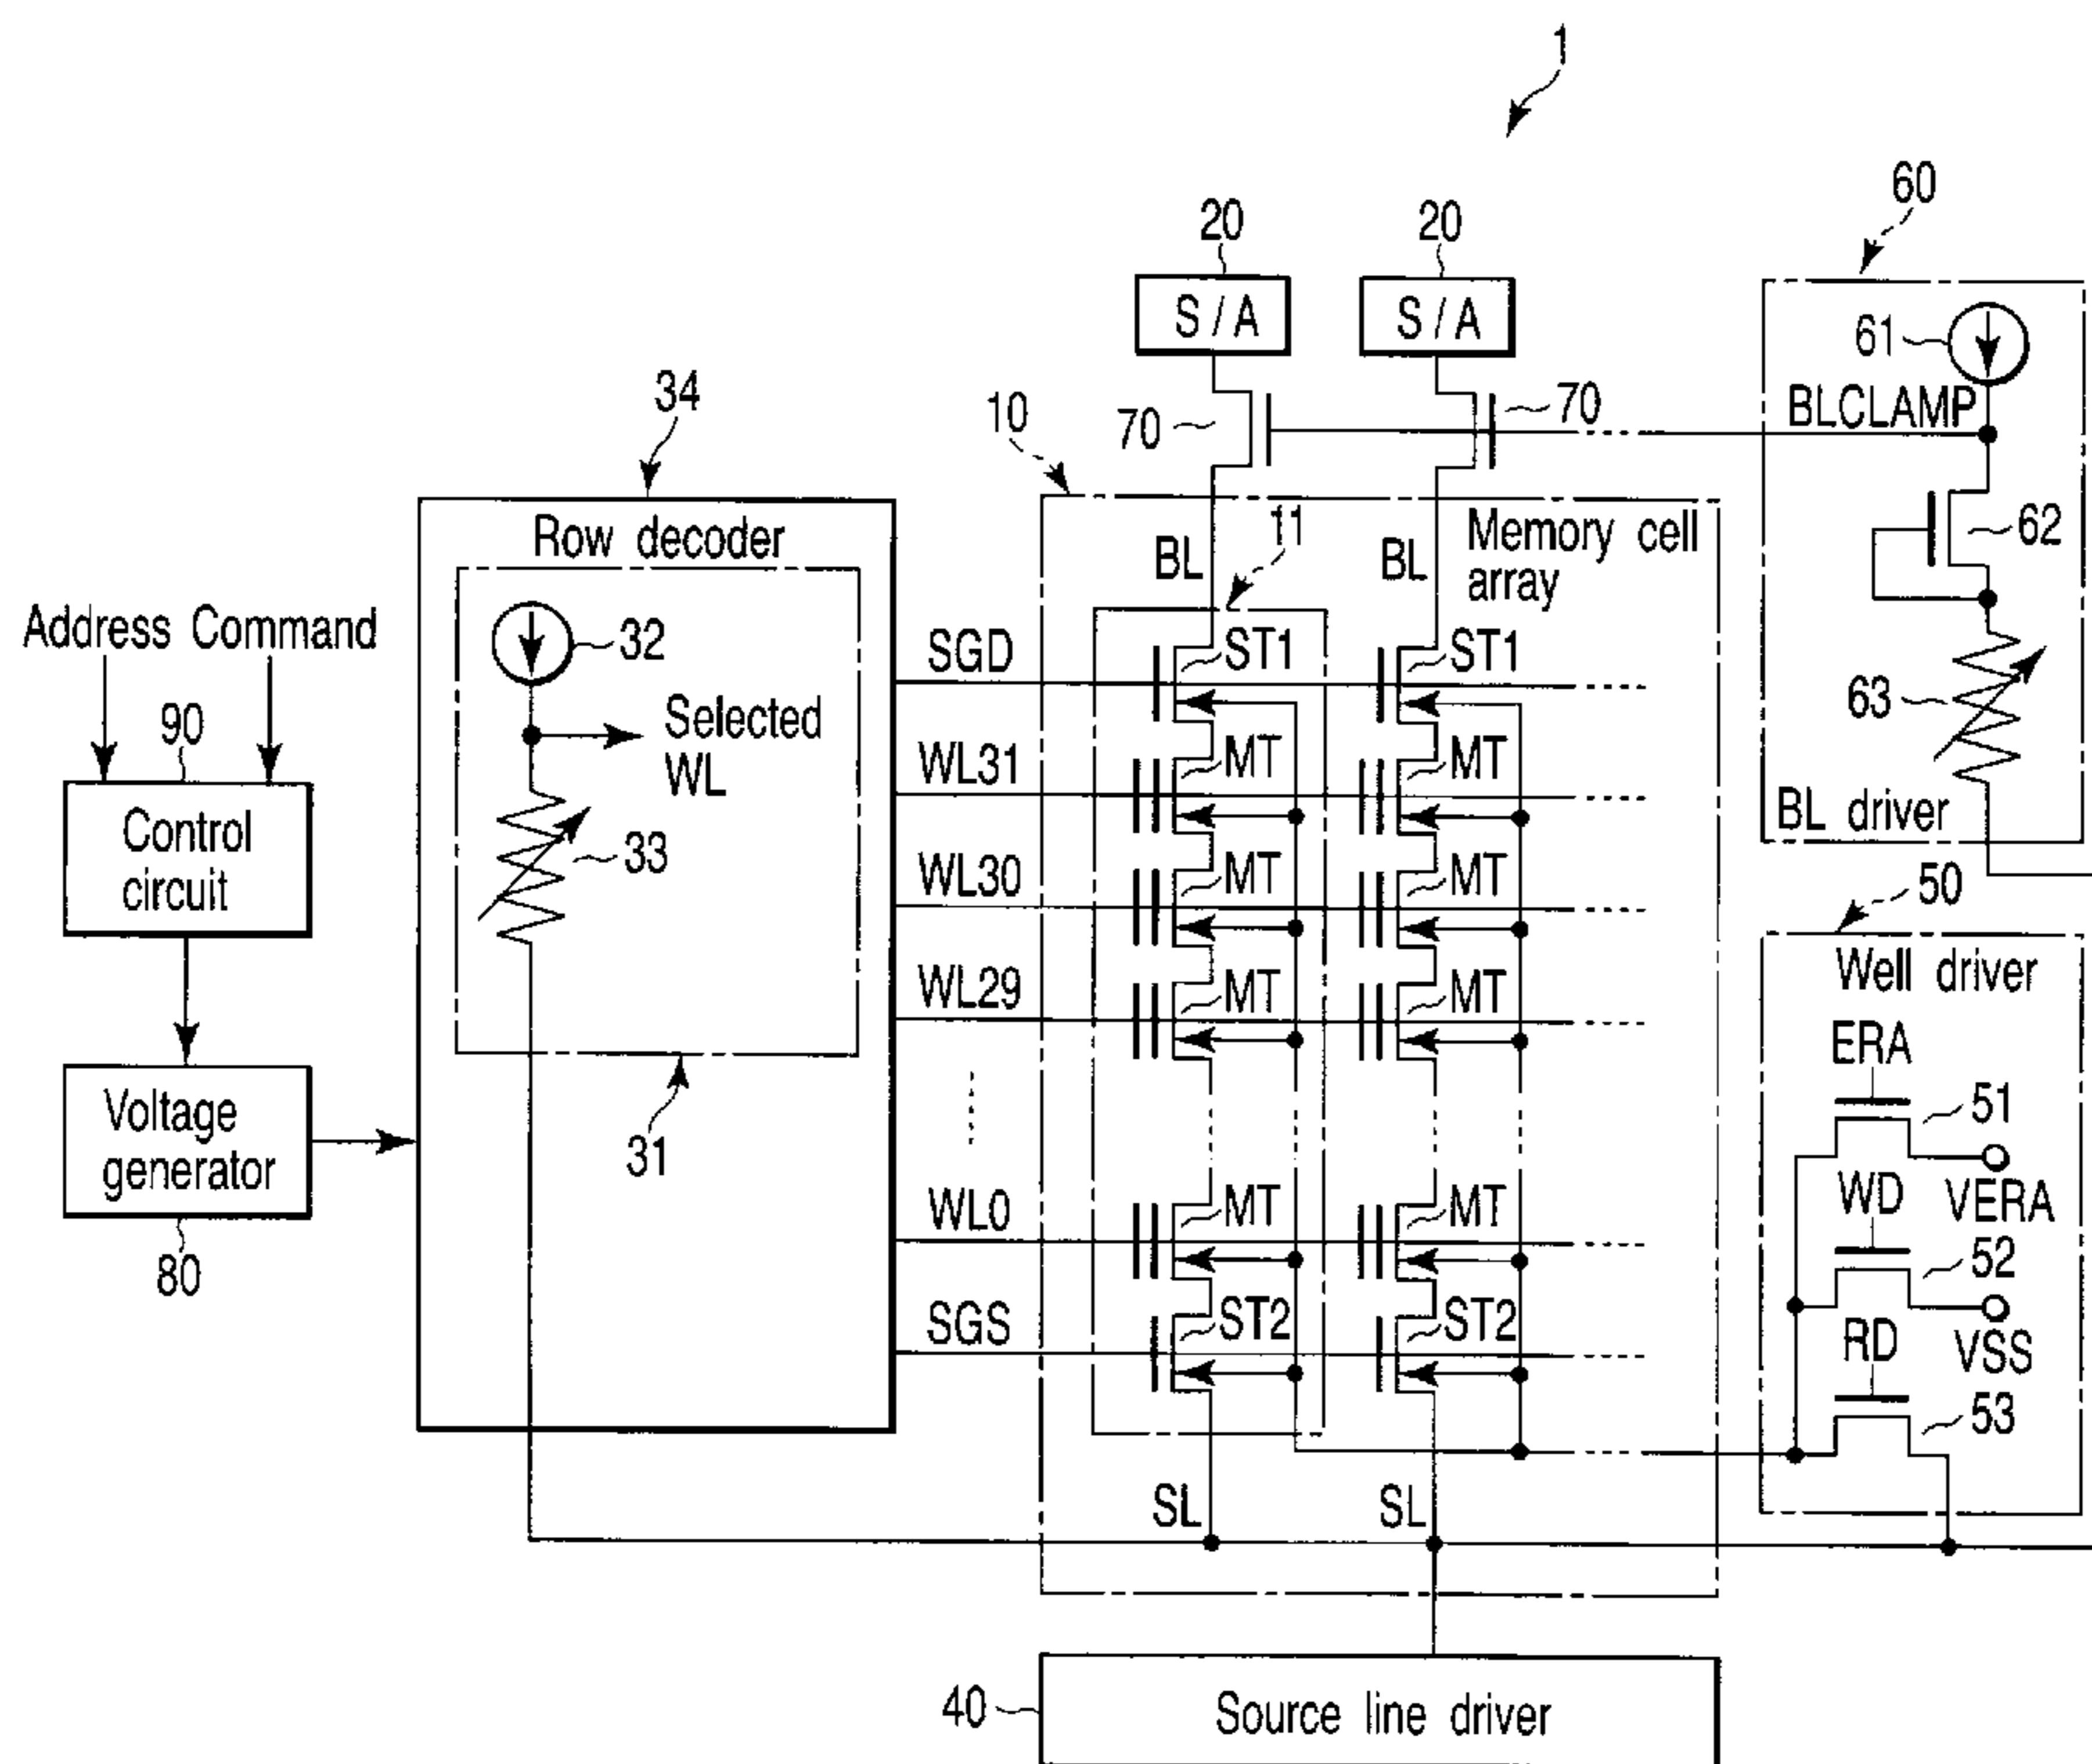 1
60
20
20
S / A
S / A
61
34
10
70
70
BLCLAMP
Row decoder
11
Memory cell
array
62
BL
BL
Address Command
32
SGD
ST1
ST1
63
90
Selected
WL
WL31
MT
MT
BL driver
Control
circuit
33
WL30
MT
MT
50
Well driver
WL29
MT
MT
ERA
51
Voltage
generator
31
VERA
WD
80
WL0
MT
MT
52
SGS
ST2
ST2
RD
VSS
53
SL
SL
40
Source line driver